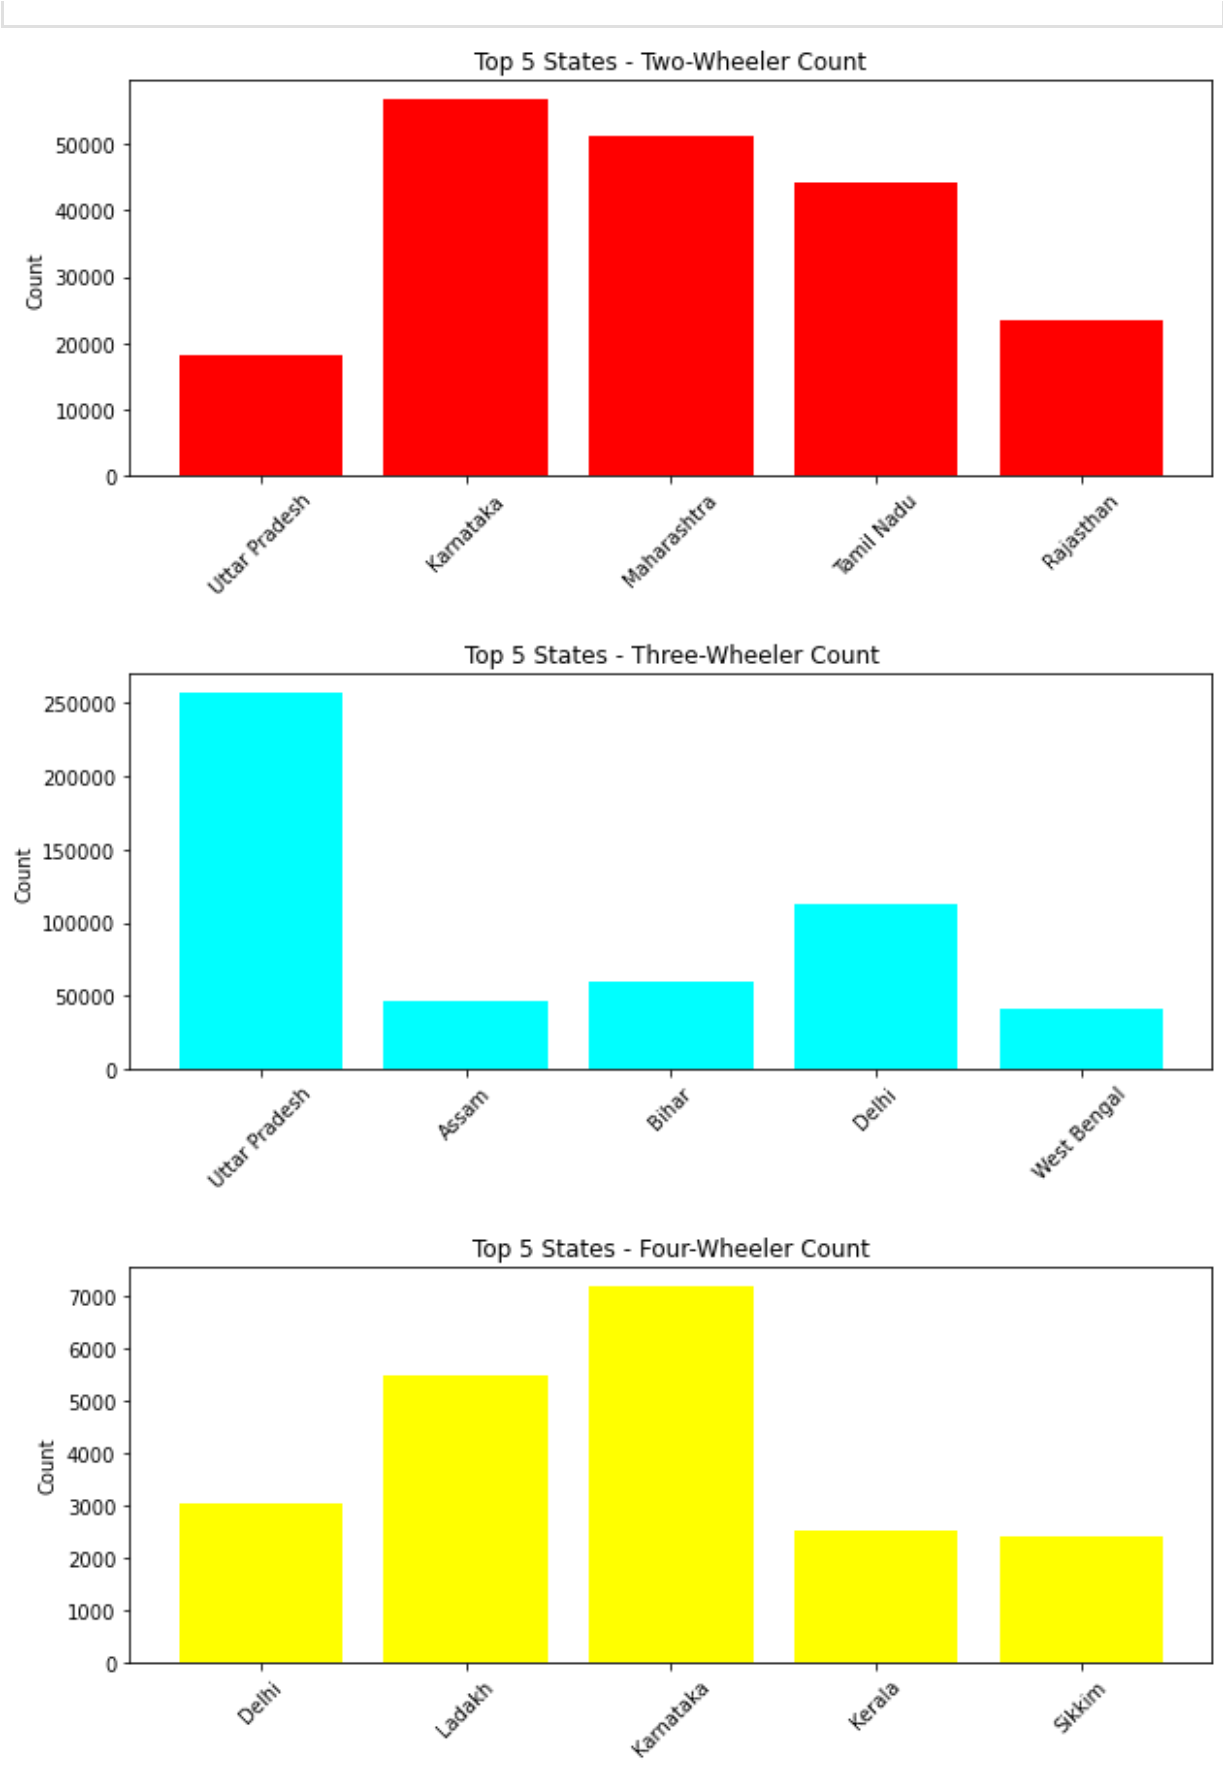 Top 5 States - Two-Wheeler Count
50000
40000
30000
20000
10000
0
Count
Uttar Pradesh
Karnataka
Maharashtra
Tamil Nadu
Rajasthan
Top 5 States - Three-Wheeler Count
250000
200000
150000
100000
50000
0
Count
Uttar Pradesh
Assam
Bihar
Delhi
West Bengal
Top 5 States - Four-Wheeler Count
7000
6000
5000
4000
3000
2000
1000
0
Count
Delhi
Ladakh
Karnataka
Kerala
Sikkim